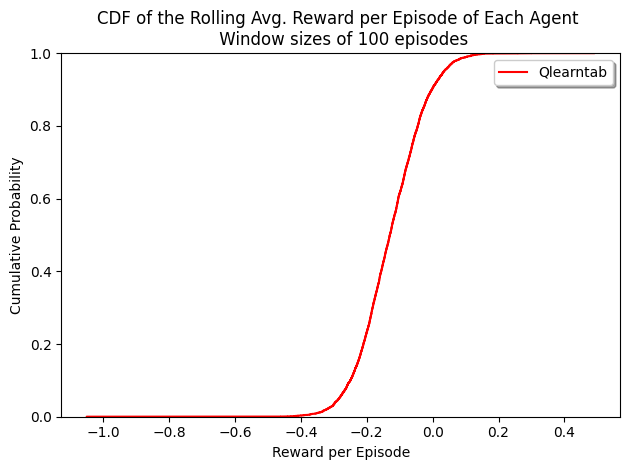 CDF of the Rolling Avg. Reward per Episode of Each Agent
Window sizes of 100 episodes
Qlearntab
1.0
0.8
0.6
0.4
0.2
0.0
Cumulative Probability
−1.0 −0.8 −0.6 −0.4 −0.2 0.0 0.2 0.4
Reward per Episode